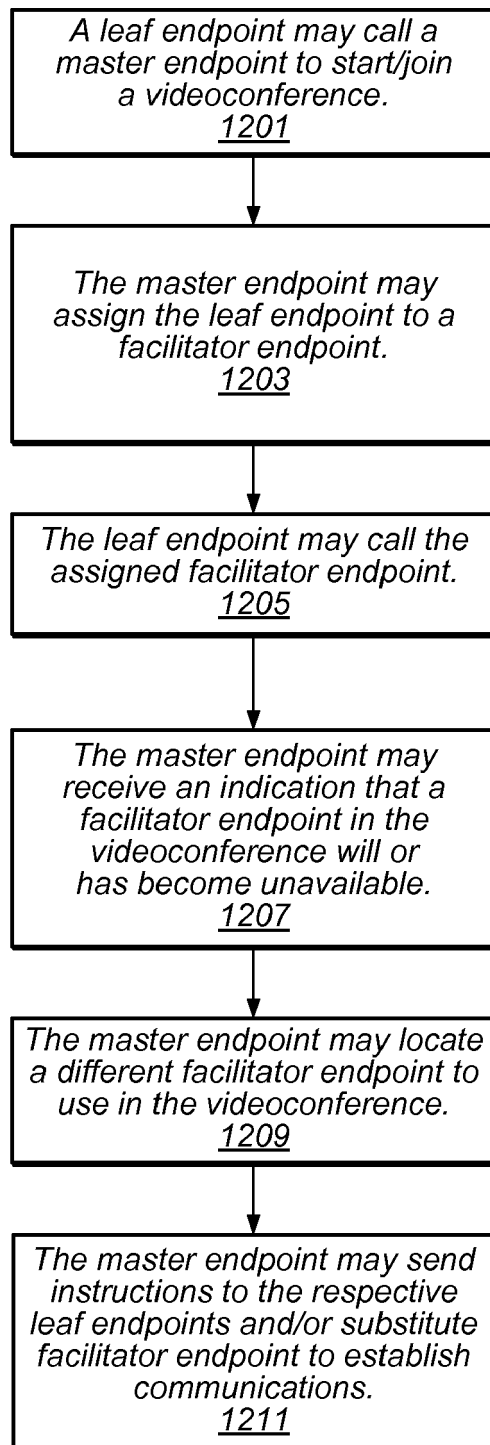 A leaf endpoint may call a
master endpoint to start/join
a videoconference.
1201
The master endpoint may
assign the leaf endpoint to a
facilitator endpoint.
1203
The leaf endpoint may call the
assigned facilitator endpoint.
1205
The master endpoint may
receive an indication that a
facilitator endpoint in the
videoconference will or
has become unavailable.
1207
The master endpoint may locate
a different facilitator endpoint to
use in the videoconference.
1209
The master endpoint may send
instructions to the respective
leaf endpoints and/or substitute
facilitator endpoint to establish
communications.
1211